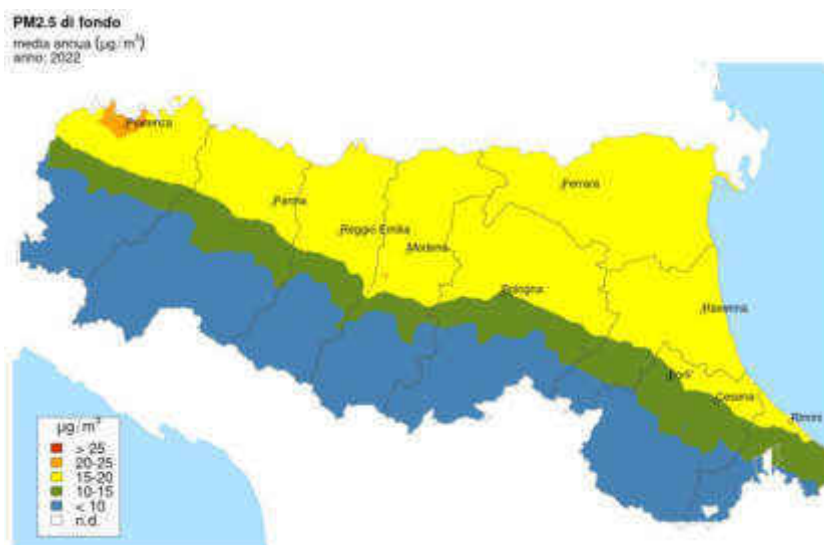 PM2.5 di fondo
media annua (µg/m³)
anno: 2022
Piacenza
Parma
Reggio Emilia
Modena
Ferrara
Bologna
Ravenna
Forlì
Cesena
Rimini
µg/m³
> 25
20-25
15-20
10-15
< 10
n.d.